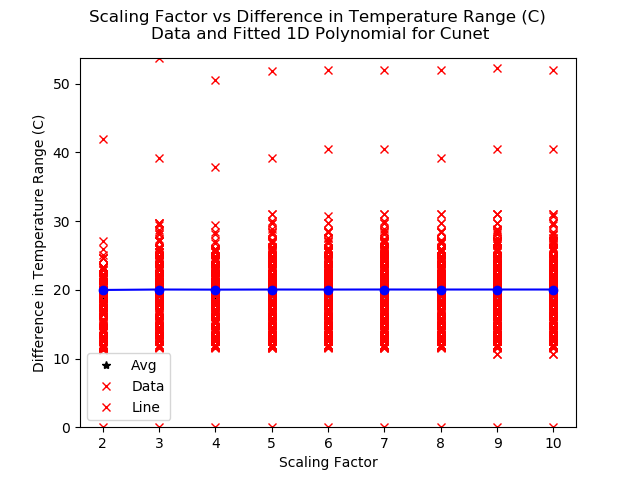 Scaling Factor vs Difference in Temperature Range (C)
Data and Fitted 1D Polynomial for Cunet
Difference in Temperature Range (C)
50
40
30
20
10
0
Avg
Data
Line
2 3 4 5 6 7 8 9 10
Scaling Factor